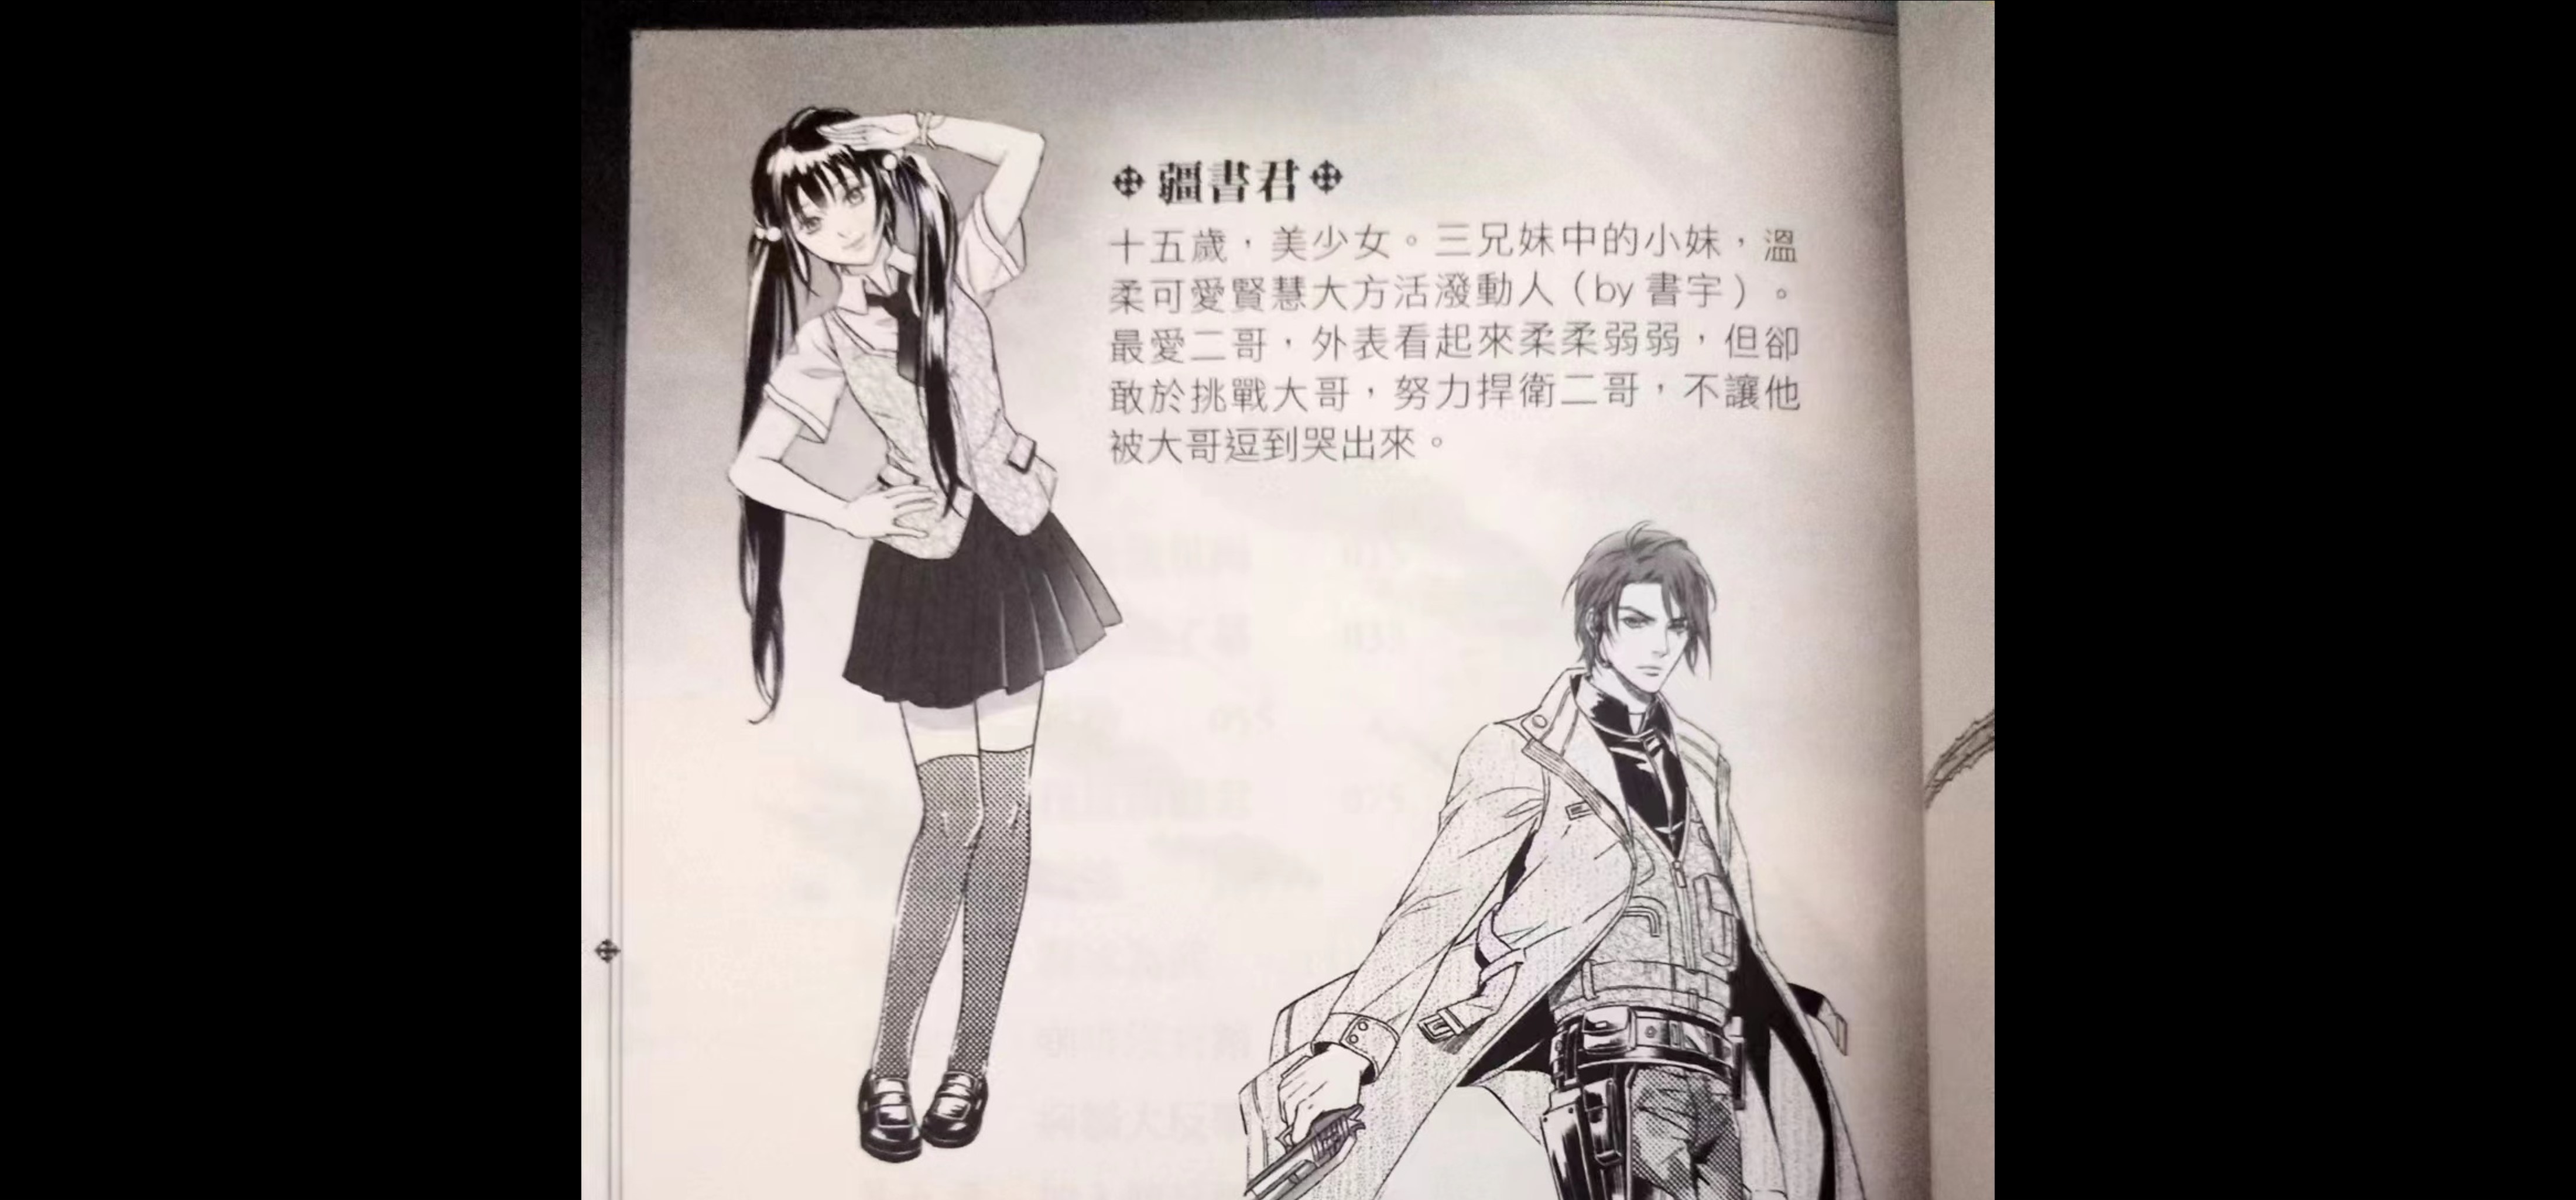 疆書君
十五歲，美少女。三兄妹中的小妹，溫
柔可愛賢慧大方活潑動人（by 書宇）。
最愛二哥，外表看起來柔柔弱弱，但卻
敢於挑戰大哥，努力捍衛二哥，不讓他
被大哥逗到哭出來。